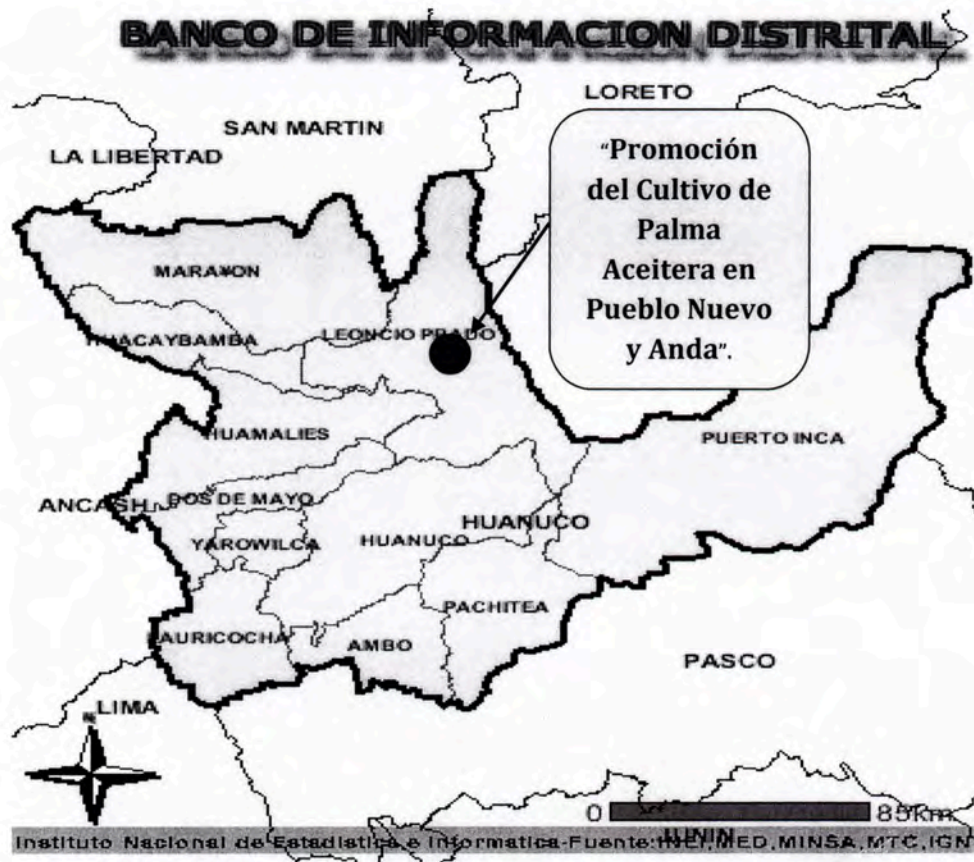 BANCO DE INFORMACION DISTRITAL
LORETO
SAN MARTIN
LA LIBERTAD
“Promoción
del Cultivo de
Palma
Aceitera en
Pueblo Nuevo
y Anda”.
MARAÑON
HUACAYBAMBA
LEONCIO PRADO
HUAMALIES
PUERTO INCA
ANCASH
DOS DE MAYO
HUANUCO
YAROWILCA
HUANUCO
PACHITEA
LAURICOCHA
AMBO
PASCO
LIMA
N
0 85Km
JUNIN
Instituto Nacional de Estadistica e Informatica-Fuente:INEI,MED,MINSA,MTC,IGN